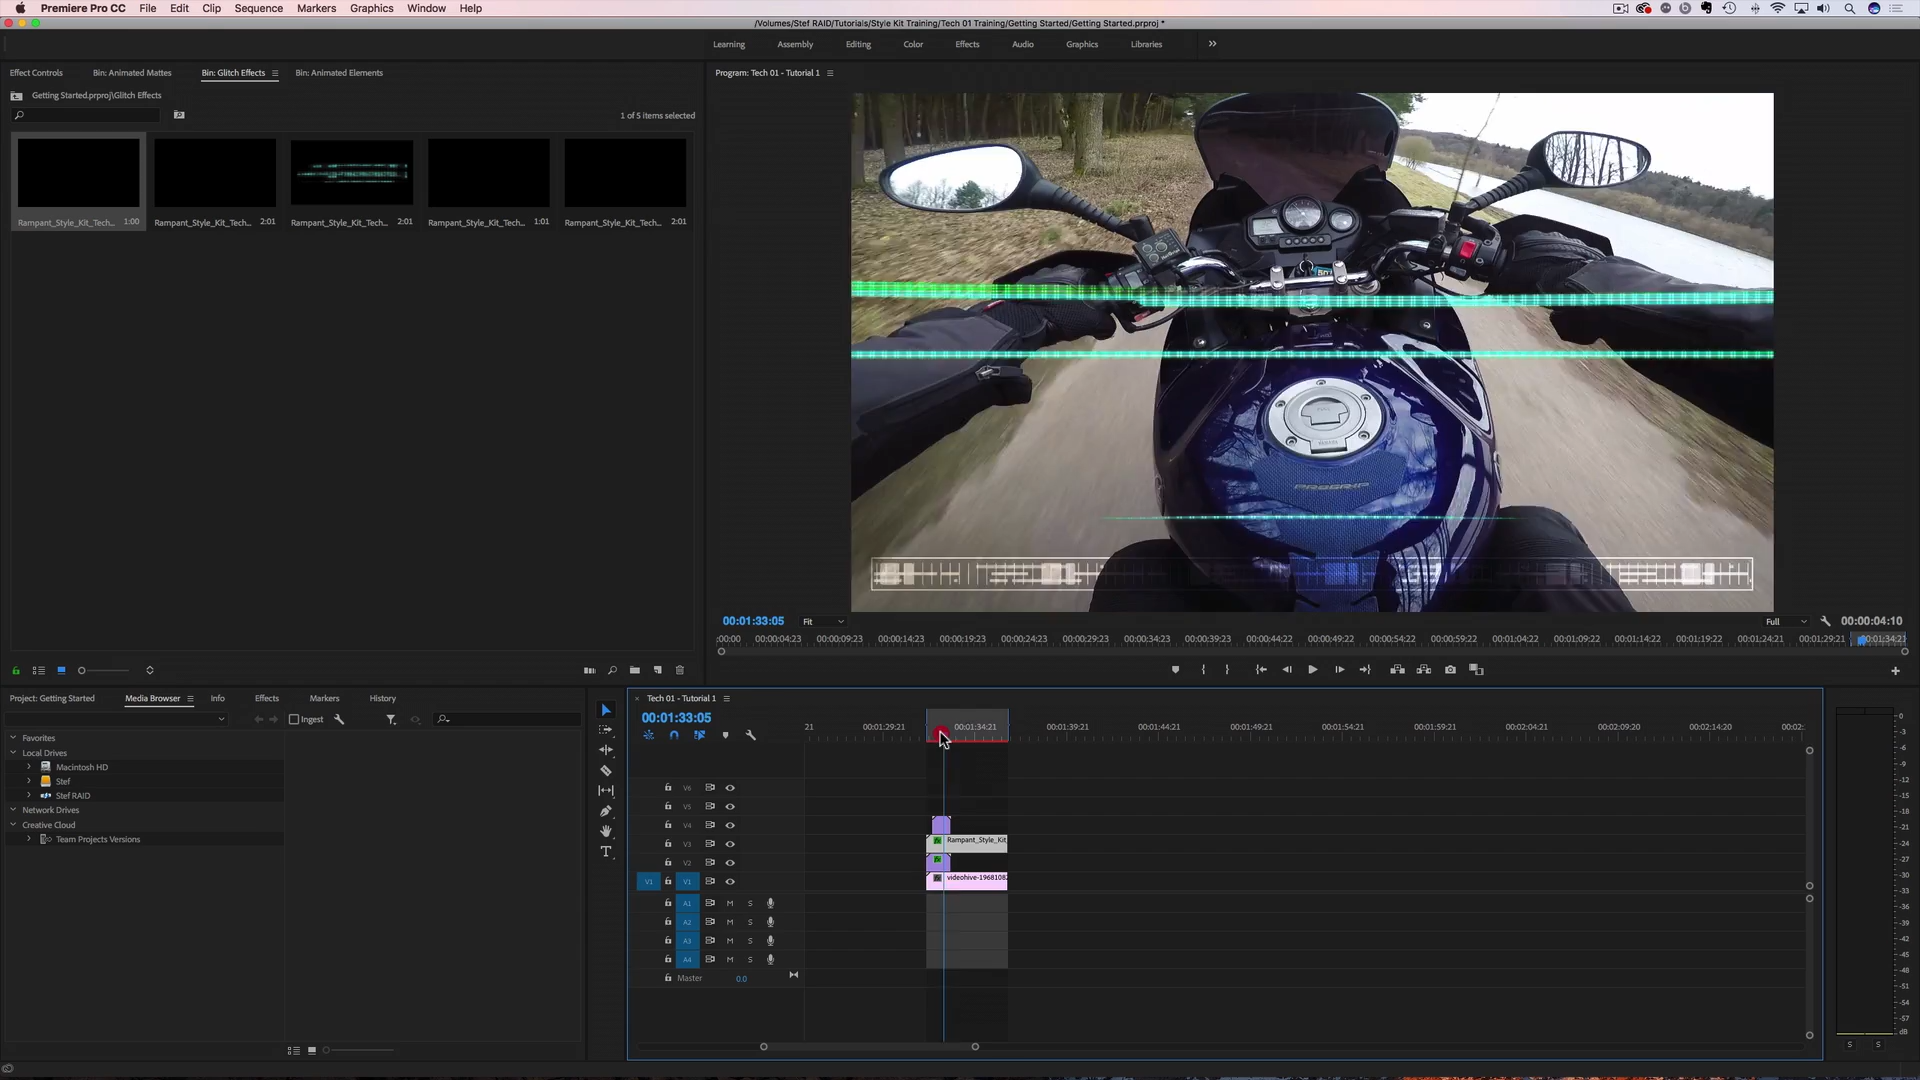 Premiere Pro CC File Edit Clip Sequence Markers Graphics Window Help
/Volumes/Stef RAID/Tutorials/Style Kit Training/Tech 01 Training/Getting Started/Getting Started.prproj *
Learning Assembly Editing Color Effects Audio Graphics Libraries
Effect Controls Bin: Animated Mattes Bin: Glitch Effects Bin: Animated Elements
Program: Tech 01 - Tutorial 1
Getting Started.prproj\Glitch Effects
1 of 5 items selected
Rampant_Style_Kit_Tech... 1:00 Rampant_Style_Kit_Tech... 2:01 Rampant_Style_Kit_Tech... 2:01 Rampant_Style_Kit_Tech... 1:01 Rampant_Style_Kit_Tech... 2:01
PROGRIP
00:01:33:05 Fit Full 00:00:04:10
;00:00 00:00:04:23 00:00:09:23 00:00:14:23 00:00:19:23 00:00:24:23 00:00:29:23 00:00:34:23 00:00:39:23 00:00:44:22 00:00:49:22 00:00:54:22 00:00:59:22 00:01:04:22 00:01:09:22 00:01:14:22 00:01:19:22 00:01:24:21 00:01:29:21 00:01:34:21
Project: Getting Started Media Browser Info Effects Markers History
Ingest
Favorites
Local Drives
Macintosh HD
Stef
Stef RAID
Network Drives
Creative Cloud
Team Projects Versions
Tech 01 - Tutorial 1
00:01:33:05
21 00:01:29:21 00:01:34:21 00:01:39:21 00:01:44:21 00:01:49:21 00:01:54:21 00:01:59:21 00:02:04:21 00:02:09:20 00:02:14:20 00:02:
V6
V5
V4
V3 Rampant_Style_Kit
V2
V1 V1 videohive-1968108
A1 M S
A2 M S
A3 M S
A4 M S
Master 0.0
0
-3
-6
-9
-12
-15
-18
-21
-24
-27
-30
-33
-36
-39
-42
-45
-48
-51
-54
-57
dB
S S